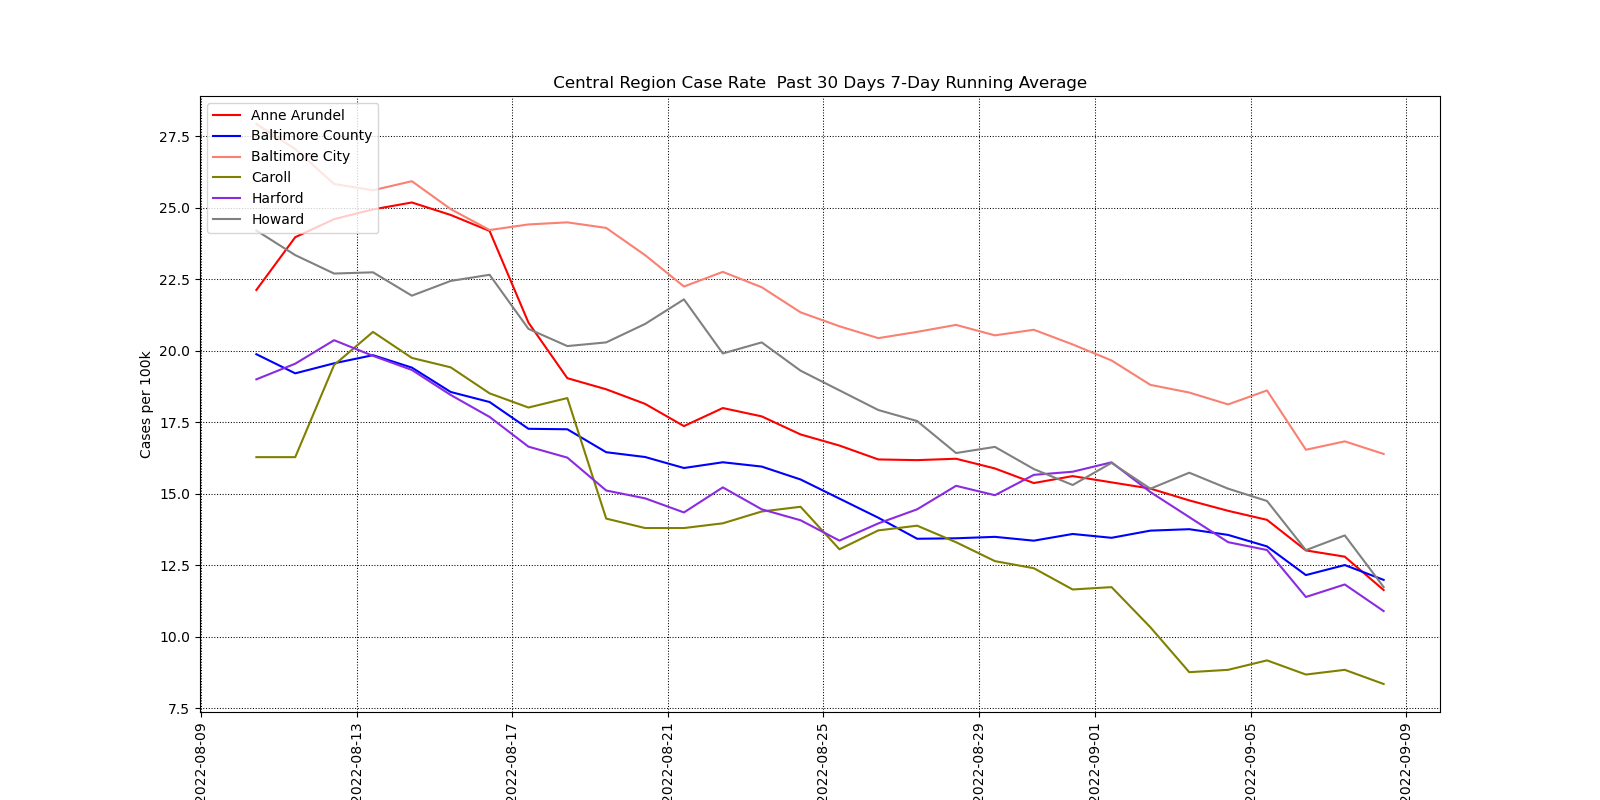 Central Region Case Rate  Past 30 Days 7-Day Running Average
Anne Arundel
Baltimore County
Baltimore City
Caroll
Harford
Howard
Cases per 100k
27.5
25.0
22.5
20.0
17.5
15.0
12.5
10.0
7.5
2022-08-09
2022-08-13
2022-08-17
2022-08-21
2022-08-25
2022-08-29
2022-09-01
2022-09-05
2022-09-09